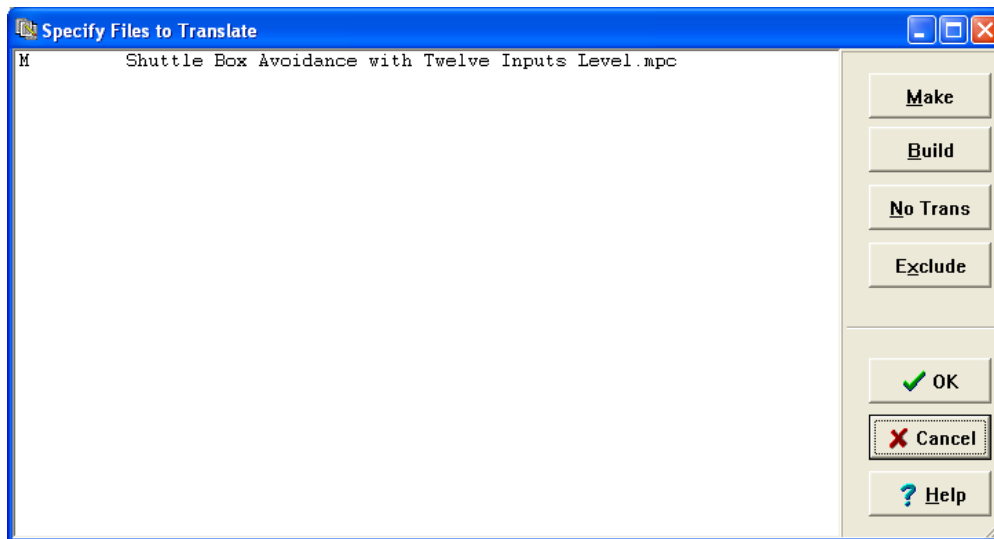 Specify Files to Translate
M Shuttle Box Avoidance with Twelve Inputs Level.mpc
Make
Build
No Trans
Exclude
OK
Cancel
Help